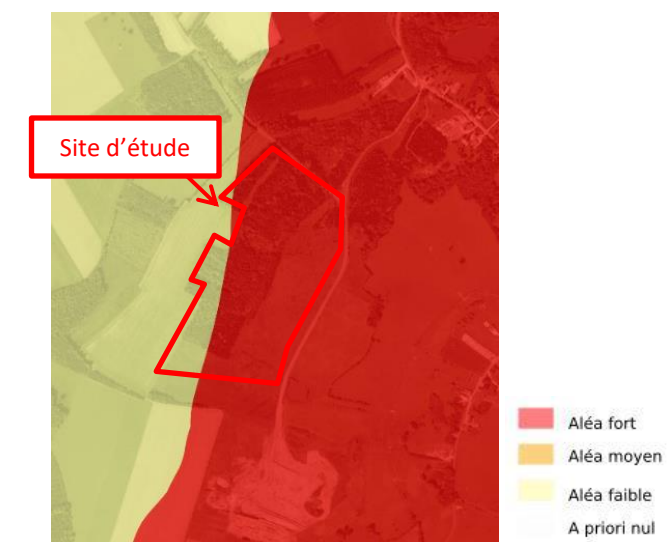 Site d'étude
Aléa fort
Aléa moyen
Aléa faible
A priori nul